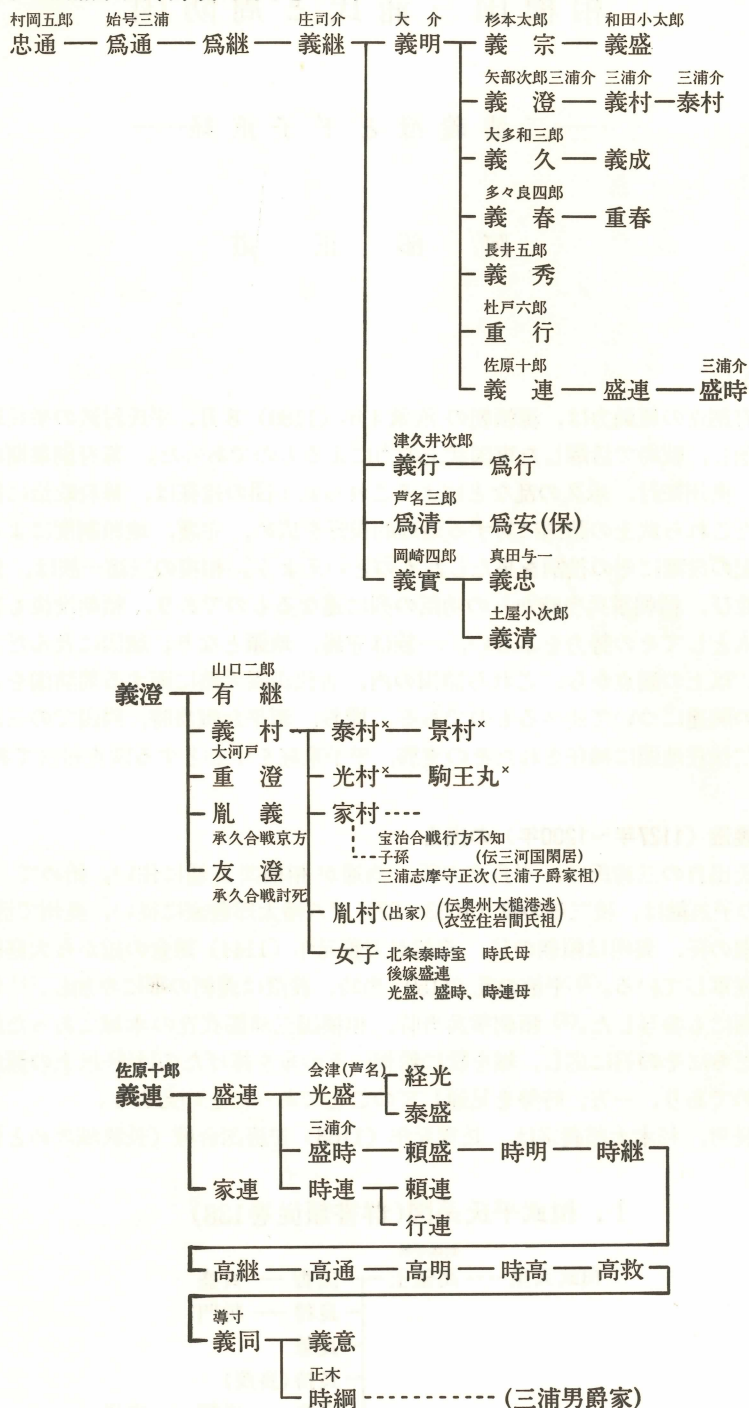 村岡五郎 始号三浦 庄司介 大介 杉本太郎 和田小太郎
忠通 爲通 爲継 義継 義明 義宗 義盛
矢部次郎三浦介 三浦介 三浦介
義澄 義村 泰村
大多和三郎
義久 義成
多々良四郎
義春 重春
長井五郎
義秀
杜戸六郎
重行
佐原十郎 三浦介
義連 盛連 盛時
津久井次郎
義行 爲行
芦名三郎
爲清 爲安(保)
岡崎四郎 真田与一
義實 義忠
土屋小次郎
義清
山口二郎
義澄 有継
義村 泰村× 景村×
大河戸
重澄 光村× 駒王丸×
胤義 家村
承久合戦京方 宝治合戦行方不知
子孫 (伝三河国閑居)
友澄 三浦志摩守正次(三浦子爵家祖)
承久合戦討死
胤村(出家) (伝奥州大槌港逃
衣笠住岩間氏祖)
女子 北条泰時室 時氏母
後嫁盛連
光盛、盛時、時連母
佐原十郎 会津(芦名)
義連 盛連 光盛 経光
泰盛
三浦介
盛時 頼盛 時明 時継
家連 時連 頼連
行連
高継 高通 高明 時高 高救
導寸
義同 義意
正木
時綱 (三浦男爵家)